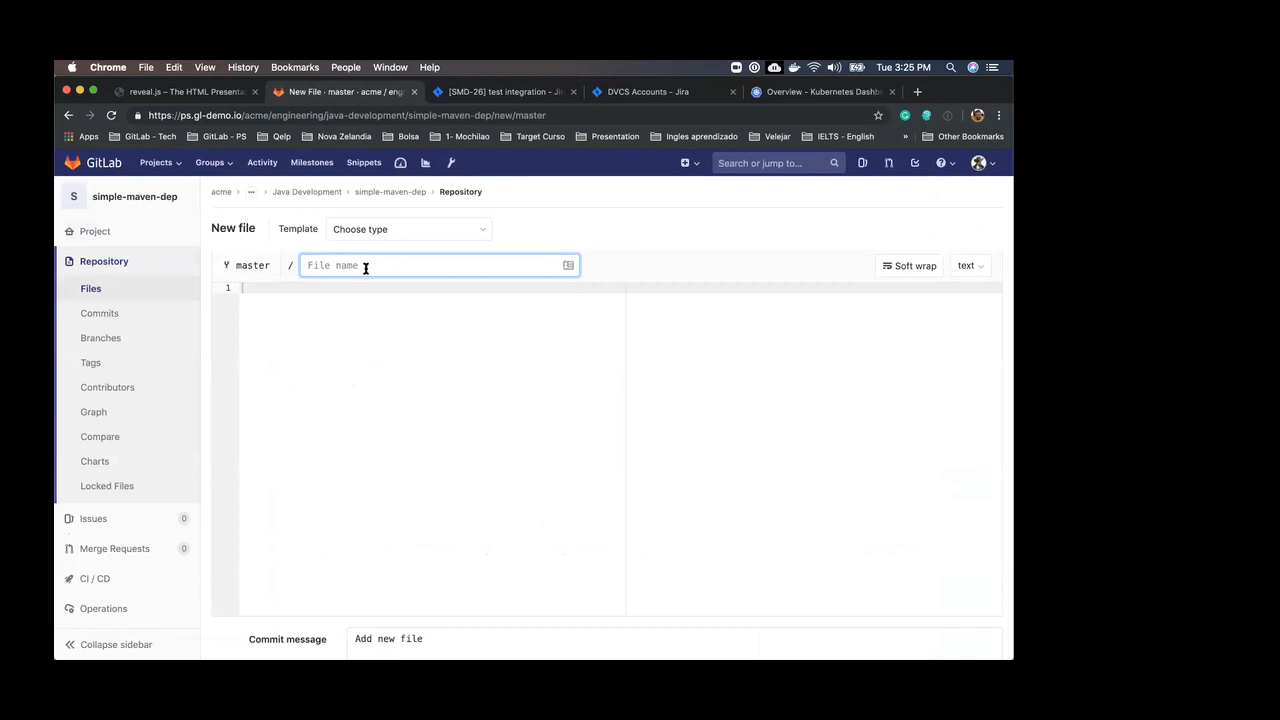 Chrome File Edit View History Bookmarks People Window Help Tue 3:25 PM
reveal.js – The HTML Presenta New File · master · acme / eng [SMD-26] test integration - Jir DVCS Accounts - Jira Overview - Kubernetes Dashb
https://ps.gl-demo.io/acme/engineering/java-development/simple-maven-dep/new/master
Apps GitLab - Tech GitLab - PS Qelp Nova Zelandia Bolsa 1- Mochilao Target Curso Presentation Ingles aprendizado Velejar IELTS - English » Other Bookmarks
GitLab Projects Groups Activity Milestones Snippets Search or jump to...
S simple-maven-dep
acme > ... > Java Development > simple-maven-dep > Repository
Project
New file Template Choose type
Repository
master / File name Soft wrap text
Files
1
Commits
Branches
Tags
Contributors
Graph
Compare
Charts
Locked Files
Issues 0
Merge Requests 0
CI / CD
Operations
Commit message Add new file
Collapse sidebar